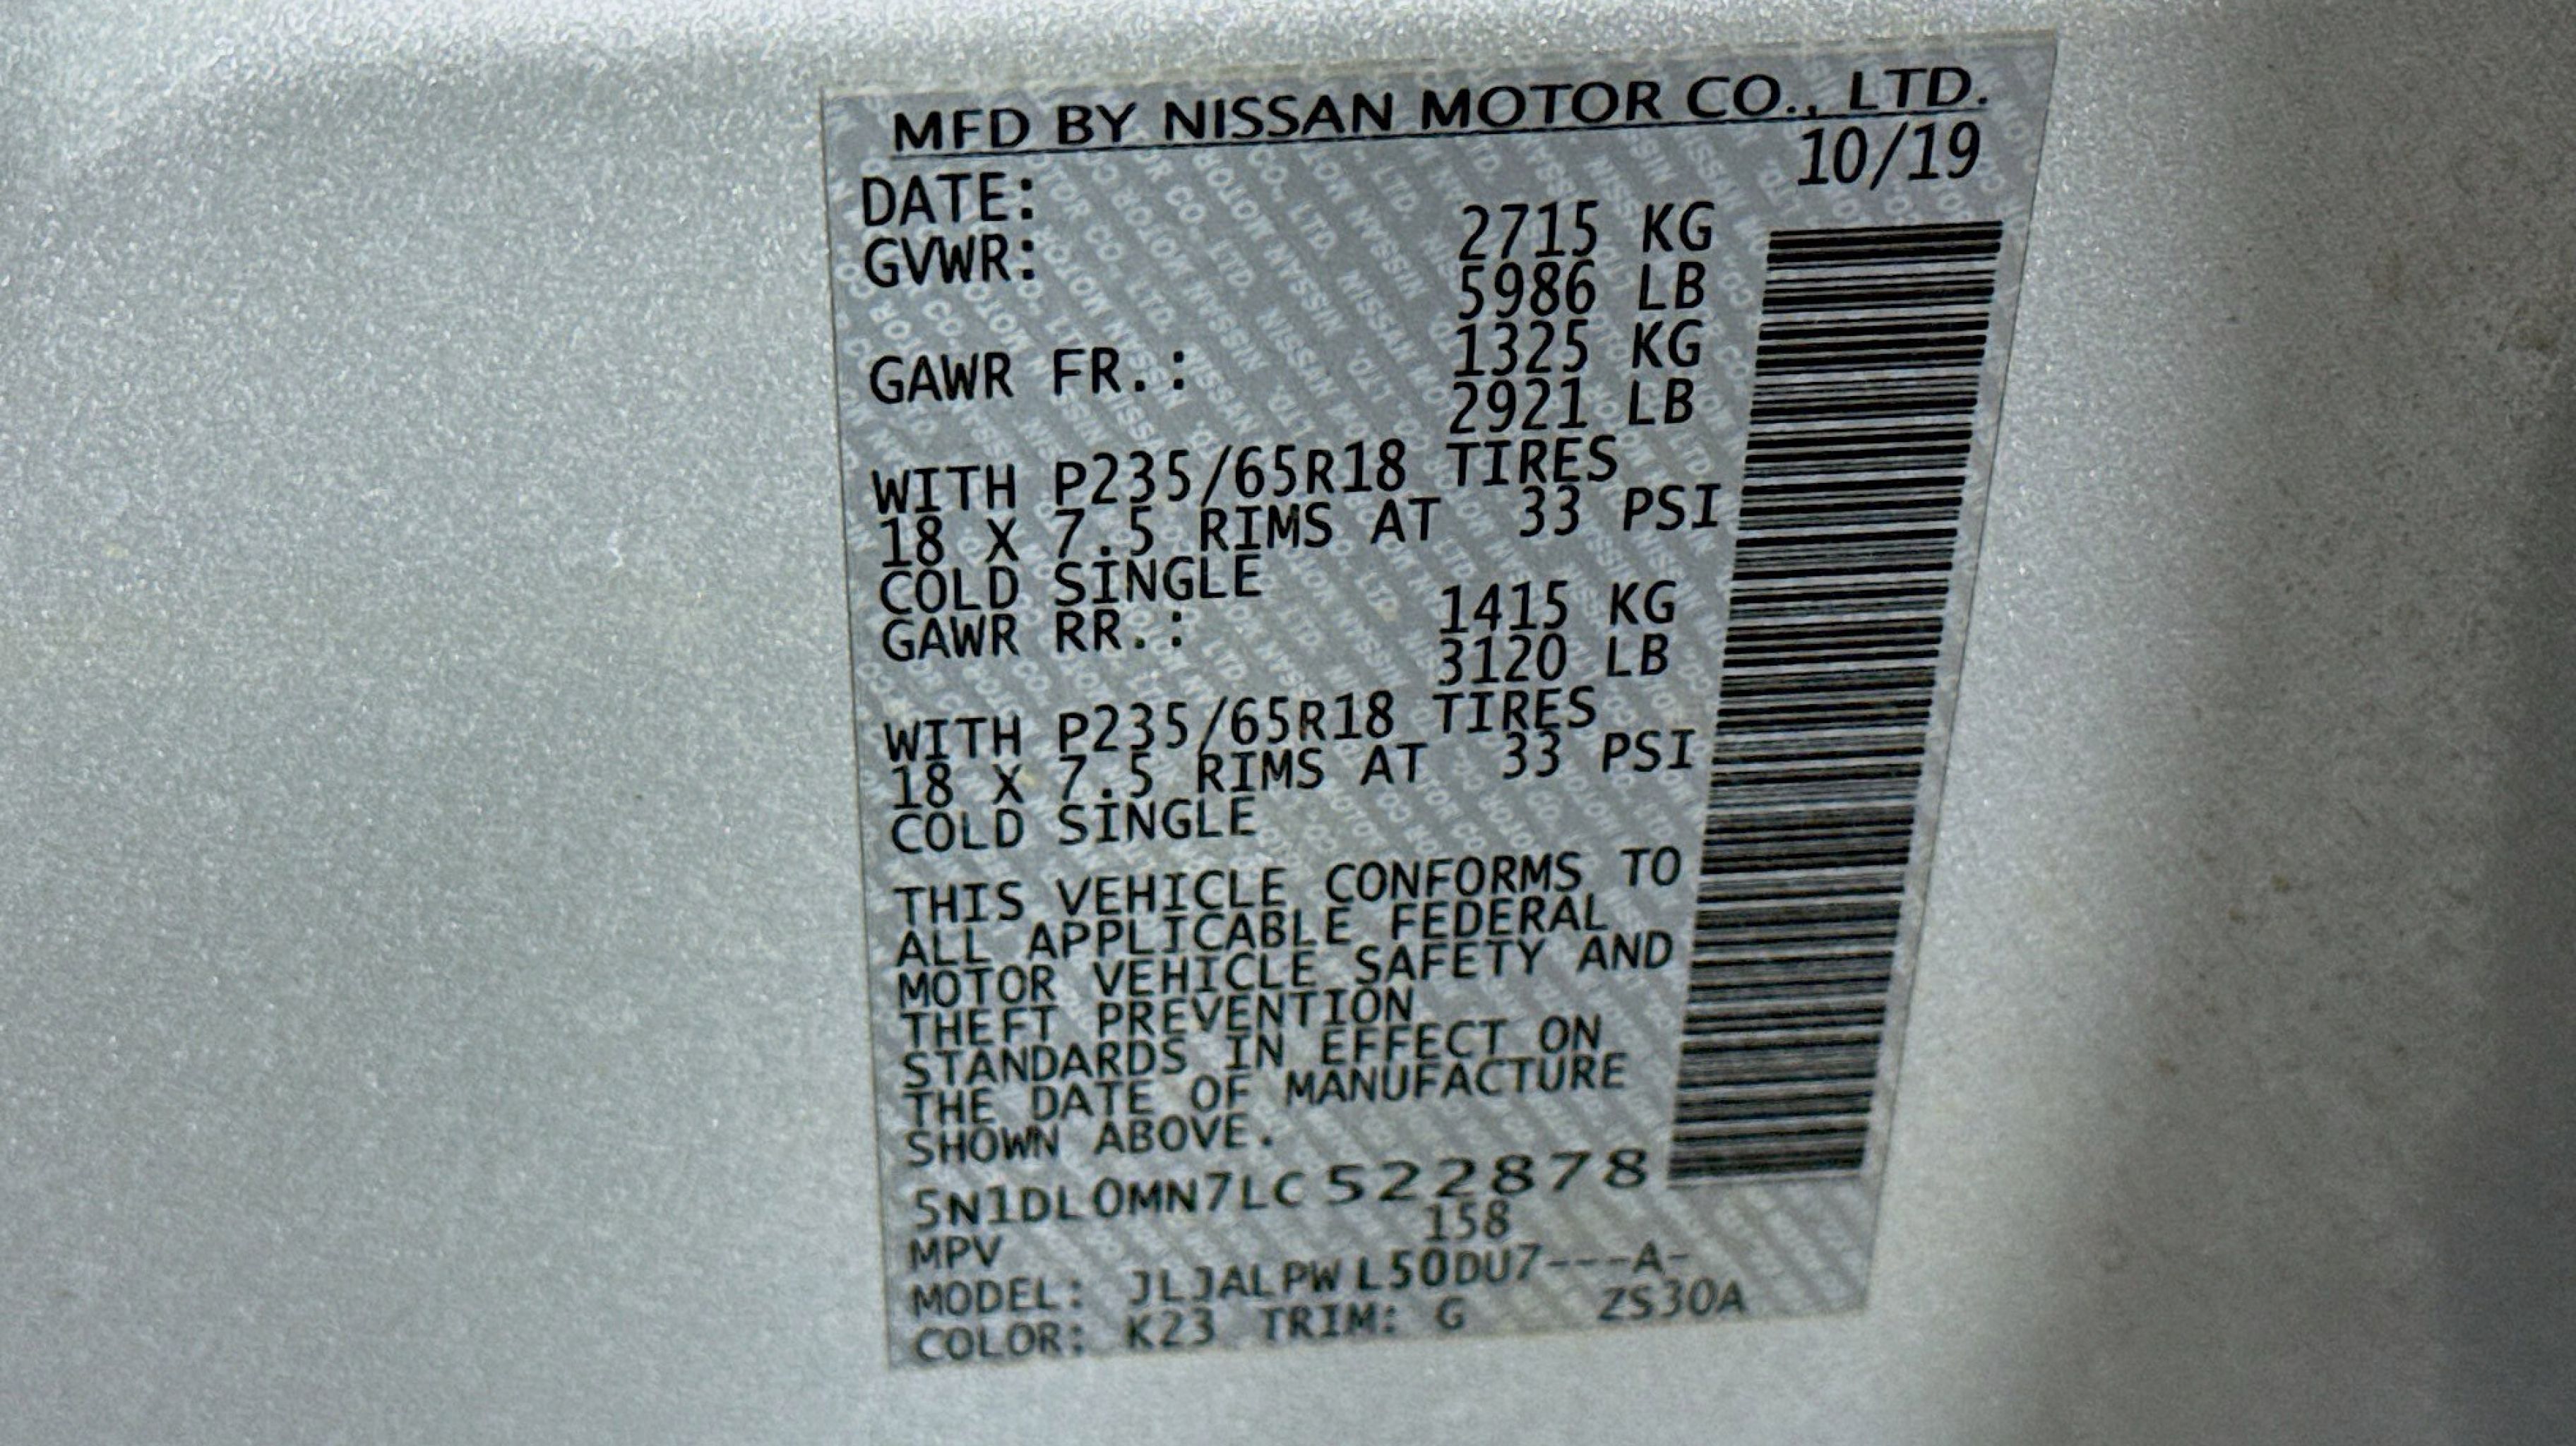 MFD BY NISSAN MOTOR CO., LTD.
DATE: 10/19
GVWR: 2715 KG
5986 LB
GAWR FR.: 1325 KG
2921 LB
WITH P235/65R18 TIRES
18 X 7.5 RIMS AT 33 PSI
COLD SINGLE
GAWR RR.: 1415 KG
3120 LB
WITH P235/65R18 TIRES
18 X 7.5 RIMS AT 33 PSI
COLD SINGLE
THIS VEHICLE CONFORMS TO
ALL APPLICABLE FEDERAL
MOTOR VEHICLE SAFETY AND
THEFT PREVENTION
STANDARDS IN EFFECT ON
THE DATE OF MANUFACTURE
SHOWN ABOVE.
5N1DL0MN7LC522878
158
MPV
MODEL: JLJALPWL50DU7---A-
COLOR: K23 TRIM: G ZS30A